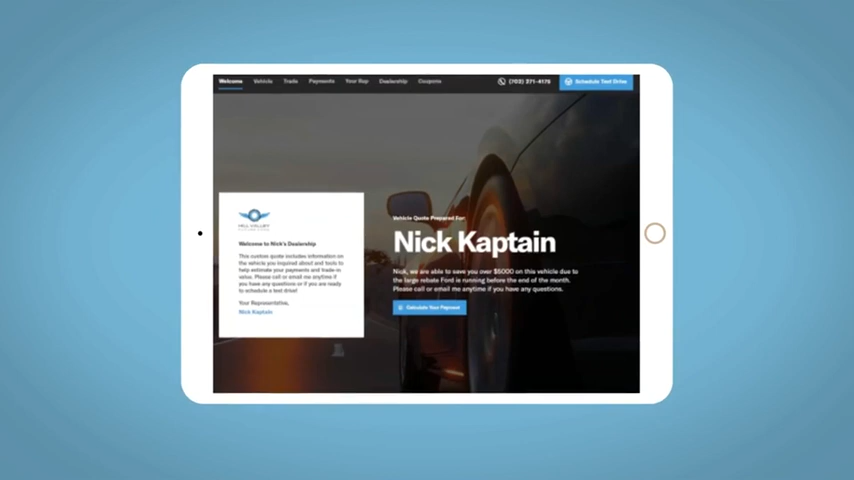 Welcome Vehicle Trade Payments Your Rep Dealership Coupons (702) 271-4175 Schedule Test Drive
HILL VALLEY
Welcome to Nick's Dealership
This custom quote includes information on
the vehicle you inquired about and tools to
help estimate your payments and trade-in
value. Please call or email me anytime if
you have any questions or if you are ready
to schedule a test drive!
Your Representative,
Nick Kaptain
Vehicle Quote Prepared For:
Nick Kaptain
Nick, we are able to save you over $5000 on this vehicle due to
the large rebate Ford is running before the end of the month.
Please call or email me anytime if you have any questions.
Calculate Your Payment